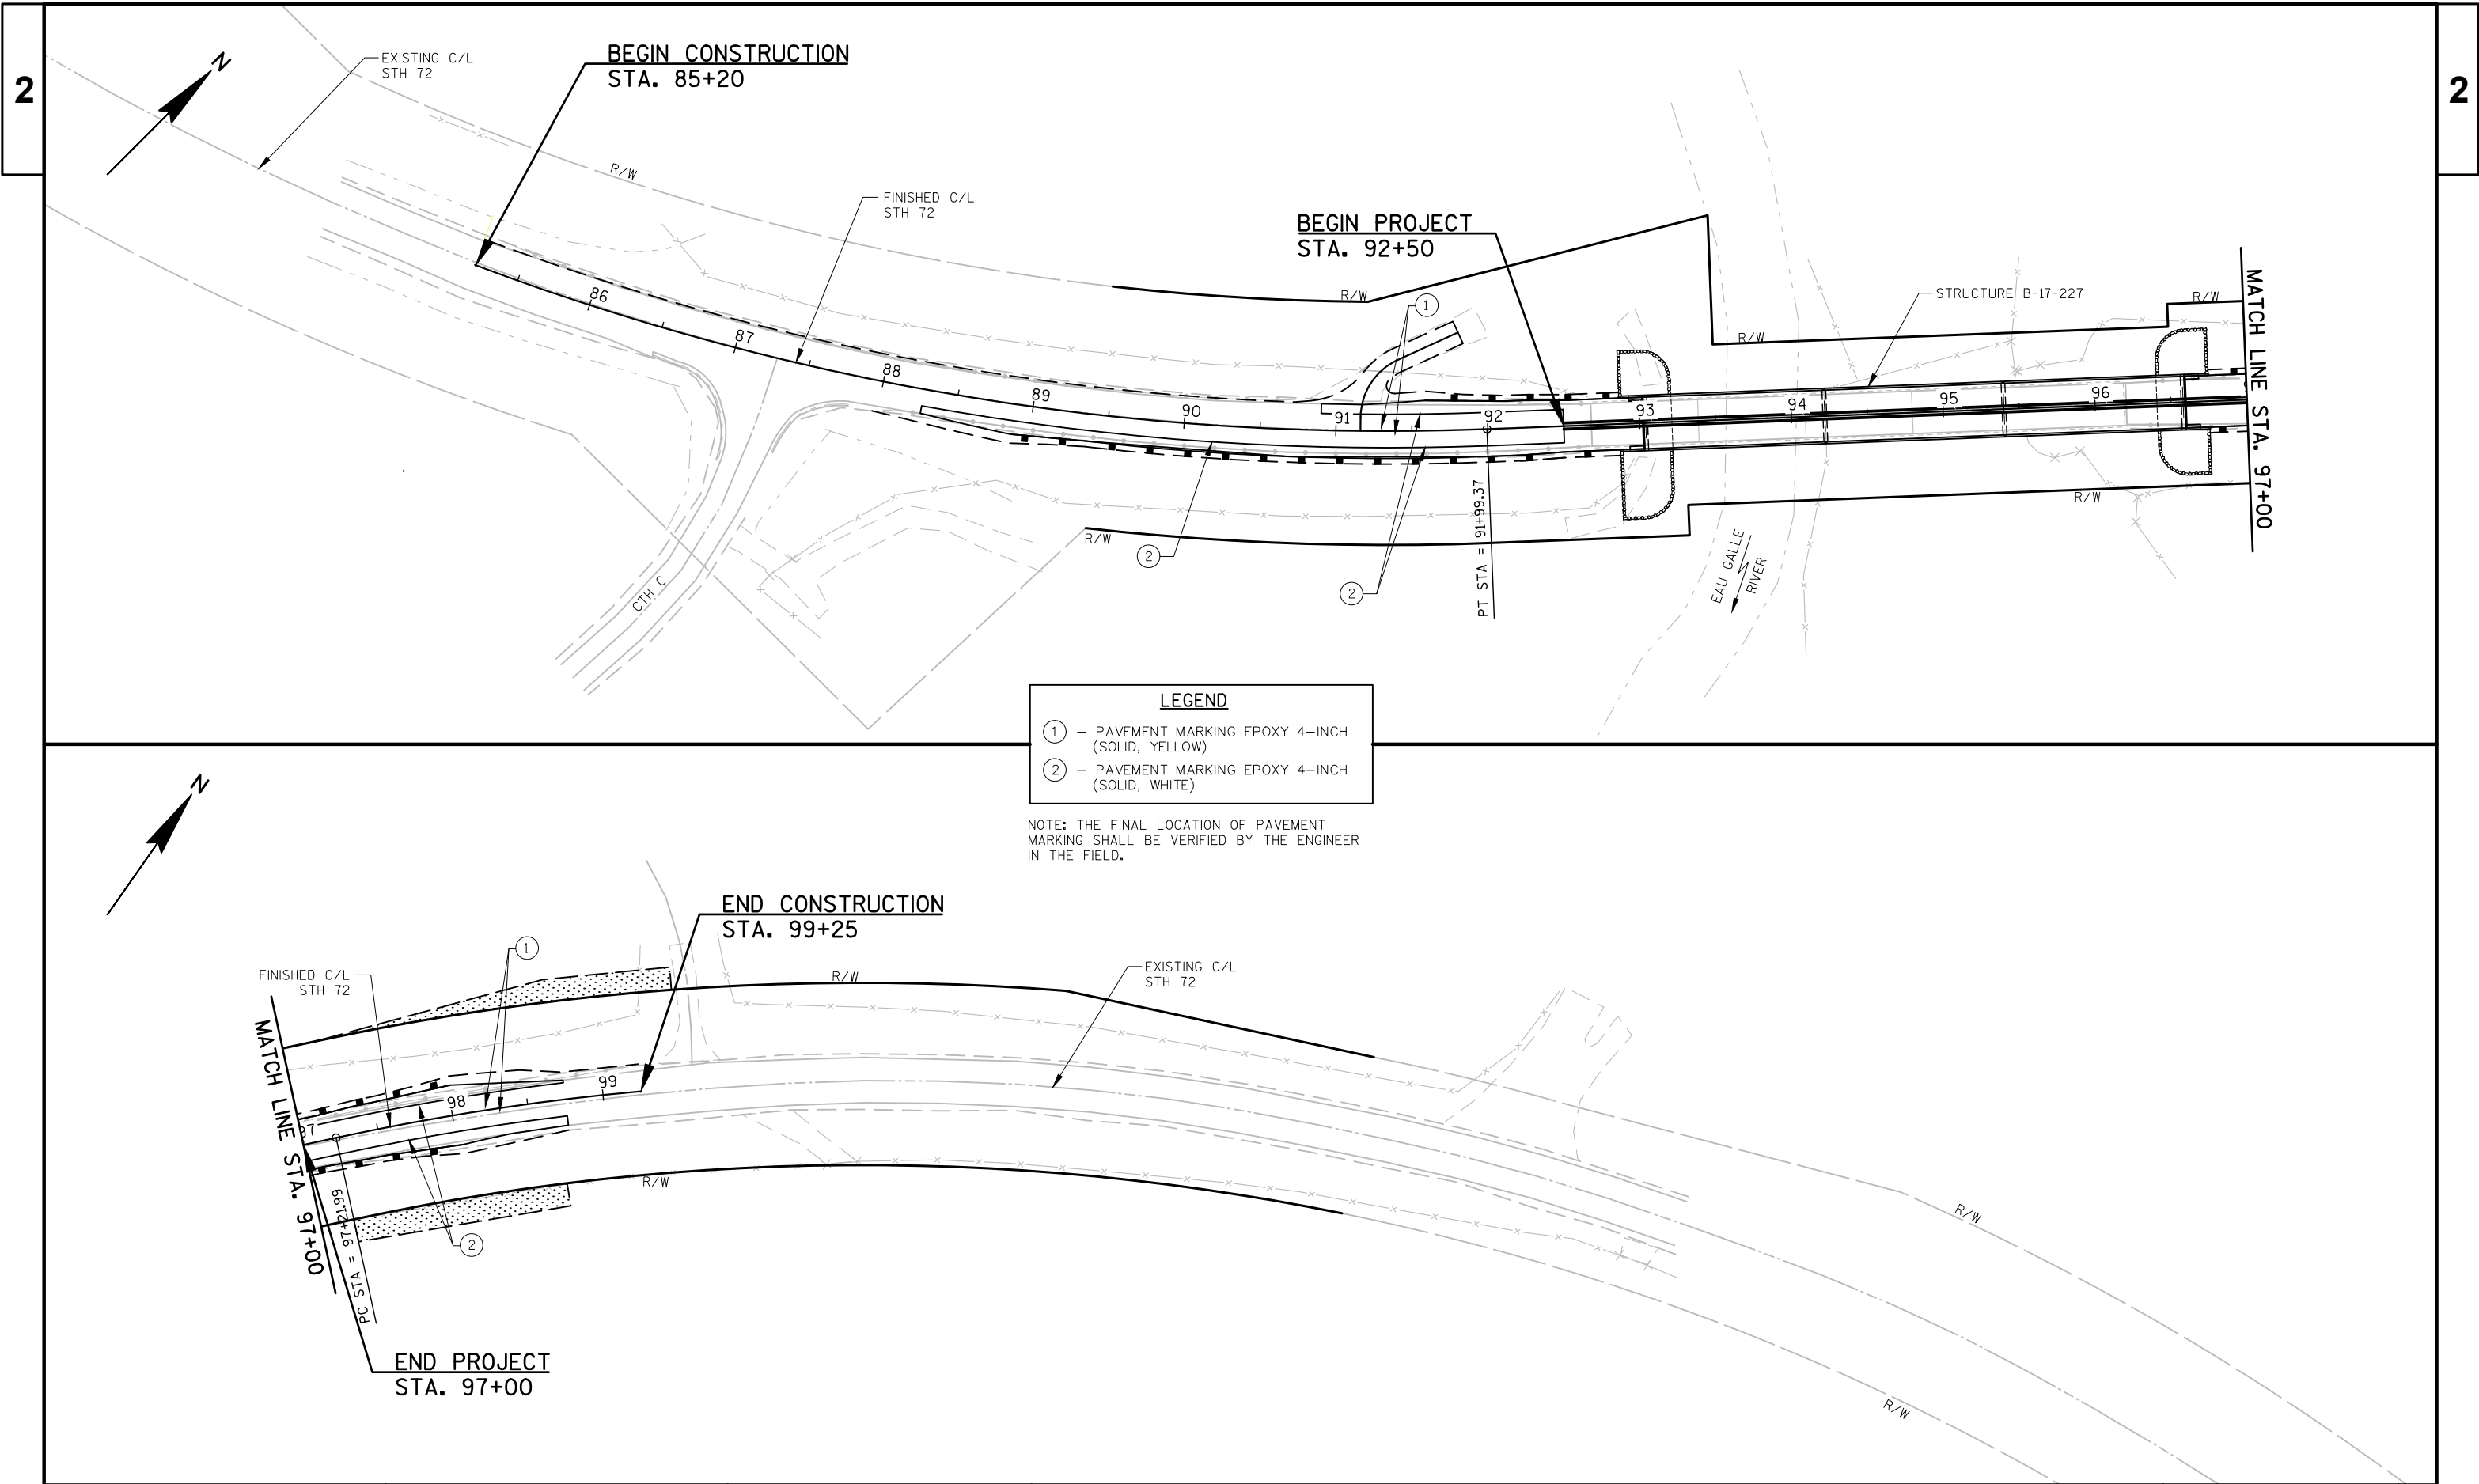 2
2
N
EXISTING C/L
STH 72
BEGIN CONSTRUCTION
STA. 85+20
R/W
FINISHED C/L
STH 72
BEGIN PROJECT
STA. 92+50
R/W
1
STRUCTURE B-17-227
R/W
R/W
MATCH LINE STA. 97+00
86
87
88
89
90
91
92
93
94
95
96
R/W
R/W
2
2
PT STA = 91+99.37
EAU GALLE
RIVER
CTH C
LEGEND
1 - PAVEMENT MARKING EPOXY 4-INCH
(SOLID, YELLOW)
2 - PAVEMENT MARKING EPOXY 4-INCH
(SOLID, WHITE)
NOTE: THE FINAL LOCATION OF PAVEMENT
MARKING SHALL BE VERIFIED BY THE ENGINEER
IN THE FIELD.
N
END CONSTRUCTION
STA. 99+25
1
FINISHED C/L
STH 72
R/W
EXISTING C/L
STH 72
MATCH LINE STA. 97+00
97
98
99
R/W
2
PC STA = 97+21.99
END PROJECT
STA. 97+00
R/W
R/W